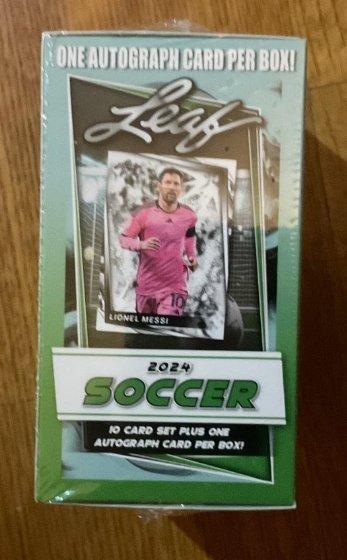 ONE AUTOGRAPH CARD PER BOX!
Leaf
10
LIONEL MESSI
2024
SOCCER
10 CARD SET PLUS ONE
AUTOGRAPH CARD PER BOX!